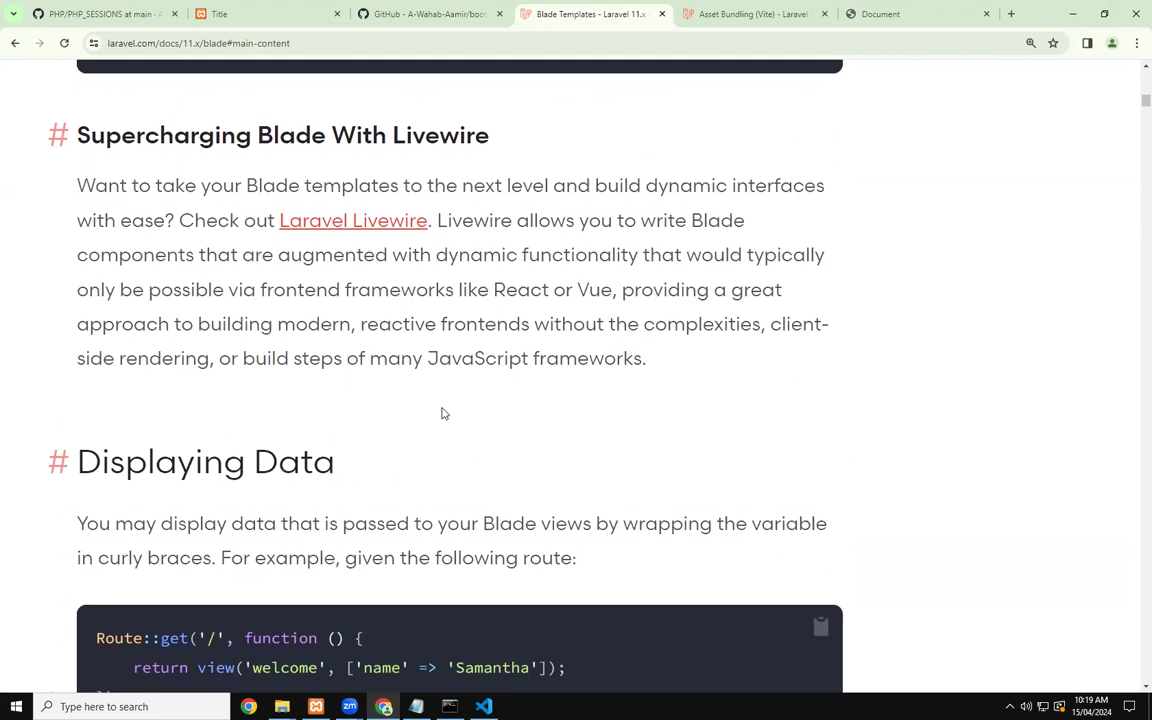 PHP/PHP_SESSIONS at main · A
Title
GitHub - A-Wahab-Aamir/boo
Blade Templates - Laravel 11.x -
Asset Bundling (Vite) - Laravel
Document
laravel.com/docs/11.x/blade#main-content
# Supercharging Blade With Livewire
Want to take your Blade templates to the next level and build dynamic interfaces
with ease? Check out Laravel Livewire. Livewire allows you to write Blade
components that are augmented with dynamic functionality that would typically
only be possible via frontend frameworks like React or Vue, providing a great
approach to building modern, reactive frontends without the complexities, client-
side rendering, or build steps of many JavaScript frameworks.
# Displaying Data
You may display data that is passed to your Blade views by wrapping the variable
in curly braces. For example, given the following route:
Route::get('/', function () {
return view('welcome', ['name' => 'Samantha']);
Type here to search
zm
10:19 AM
15/04/2024